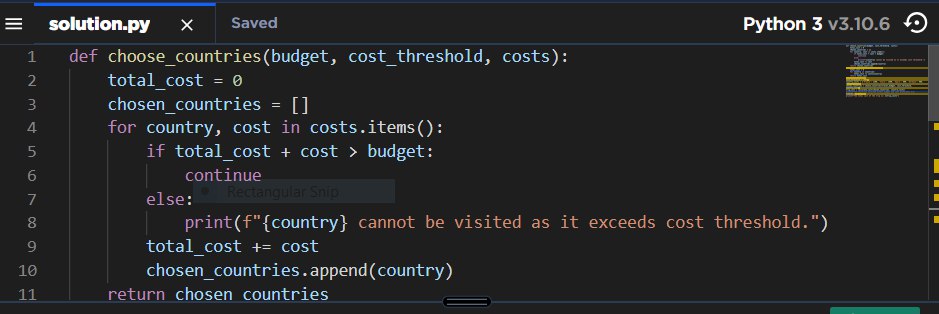 solution.py × Saved Python 3 v3.10.6
1 def choose_countries(budget, cost_threshold, costs):
2 total_cost = 0
3 chosen_countries = []
4 for country, cost in costs.items():
5 if total_cost + cost > budget:
6 continue
Rectangular Snip
7 else:
8 print(f"{country} cannot be visited as it exceeds cost threshold.")
9 total_cost += cost
10 chosen_countries.append(country)
11 return chosen_countries